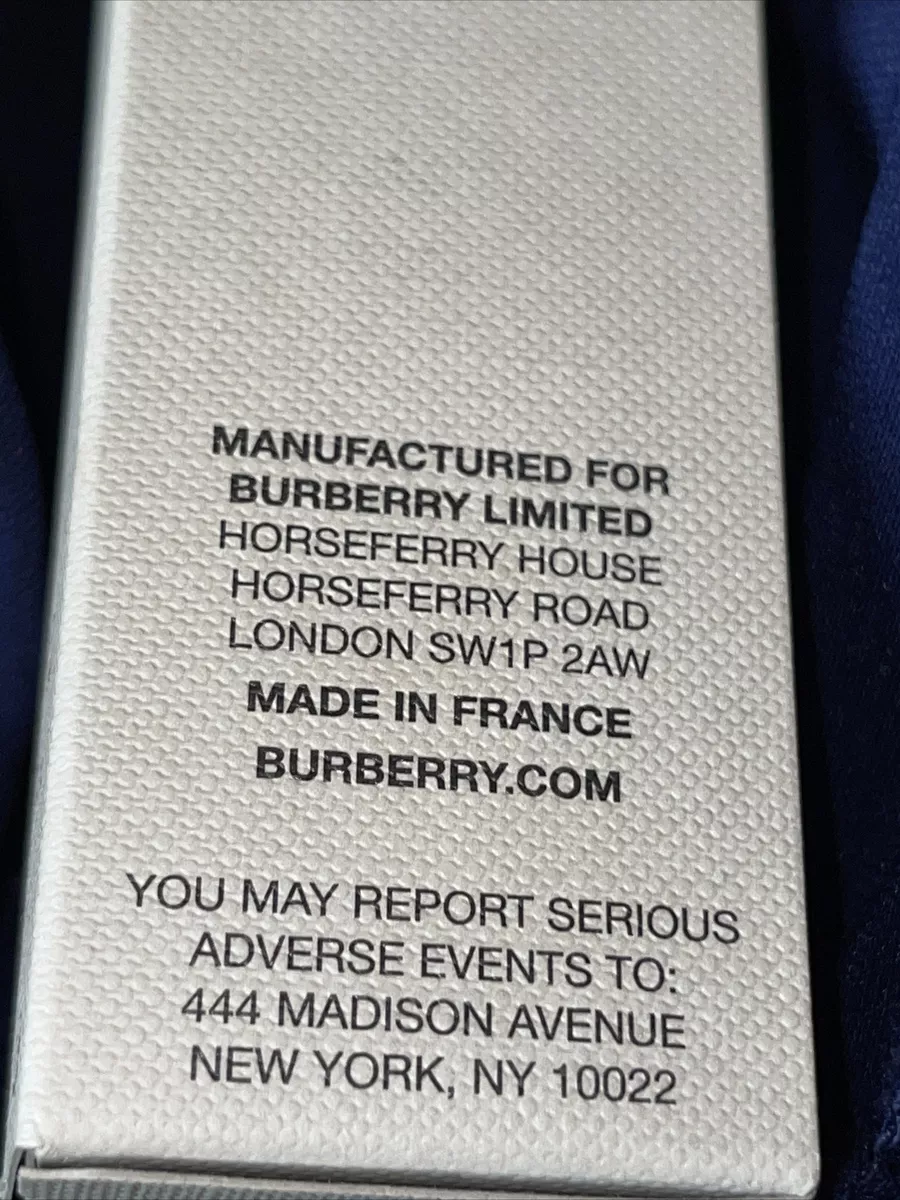 MANUFACTURED FOR
BURBERRY LIMITED
HORSEFERRY HOUSE
HORSEFERRY ROAD
LONDON SW1P 2AW
MADE IN FRANCE
BURBERRY.COM
YOU MAY REPORT SERIOUS
ADVERSE EVENTS TO:
444 MADISON AVENUE
NEW YORK, NY 10022